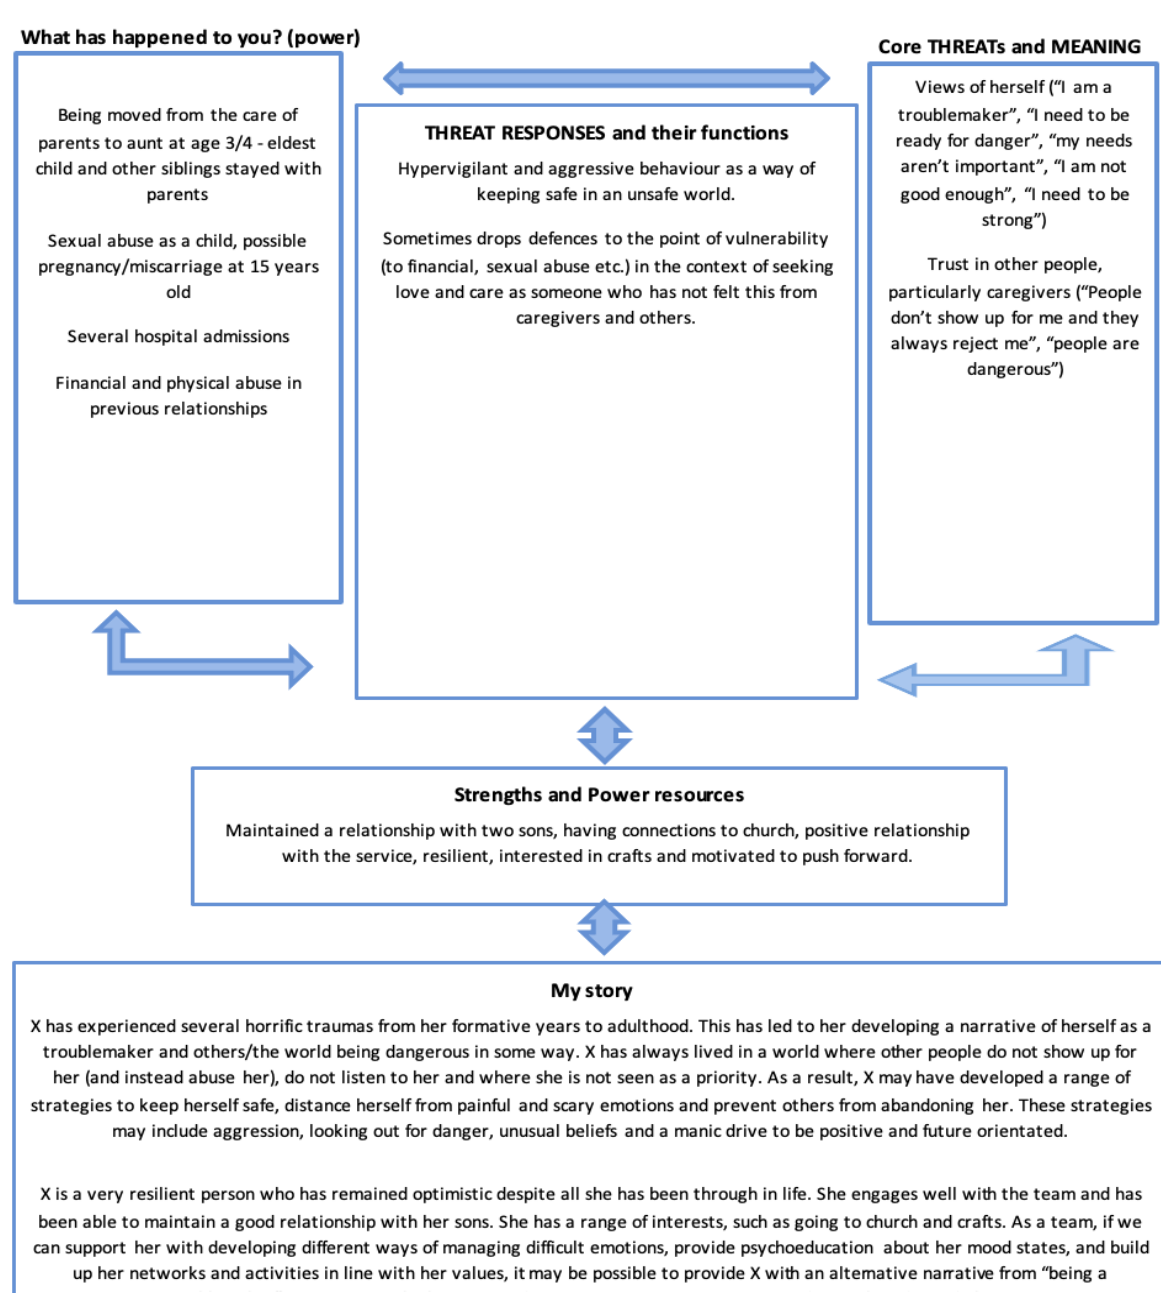 What has happened to you? (power)
Being moved from the care of
parents to aunt at age 3/4 - eldest
child and other siblings stayed with
parents
Sexual abuse as a child, possible
pregnancy/miscarriage at 15 years
old
Several hospital admissions
Financial and physical abuse in
previous relationships
THREAT RESPONSES and their functions
Hypervigilant and aggressive behaviour as a way of
keeping safe in an unsafe world.
Sometimes drops defences to the point of vulnerability
(to financial, sexual abuse etc.) in the context of seeking
love and care as someone who has not felt this from
caregivers and others.
Core THREATs and MEANING
Views of herself (“I am a
troublemaker”, “I need to be
ready for danger”, “my needs
aren’t important”, “I am not
good enough”, “I need to be
strong”)
Trust in other people,
particularly caregivers (“People
don’t show up for me and they
always reject me”, “people are
dangerous”)
Strengths and Power resources
Maintained a relationship with two sons, having connections to church, positive relationship
with the service, resilient, interested in crafts and motivated to push forward.
My story
X has experienced several horrific traumas from her formative years to adulthood. This has led to her developing a narrative of herself as a
troublemaker and others/the world being dangerous in some way. X has always lived in a world where other people do not show up for
her (and instead abuse her), do not listen to her and where she is not seen as a priority. As a result, X may have developed a range of
strategies to keep herself safe, distance herself from painful and scary emotions and prevent others from abandoning her. These strategies
may include aggression, looking out for danger, unusual beliefs and a manic drive to be positive and future orientated.
X is a very resilient person who has remained optimistic despite all she has been through in life. She engages well with the team and has
been able to maintain a good relationship with her sons. She has a range of interests, such as going to church and crafts. As a team, if we
can support her with developing different ways of managing difficult emotions, provide psychoeducation about her mood states, and build
up her networks and activities in line with her values, it may be possible to provide X with an alternative narrative from “being a